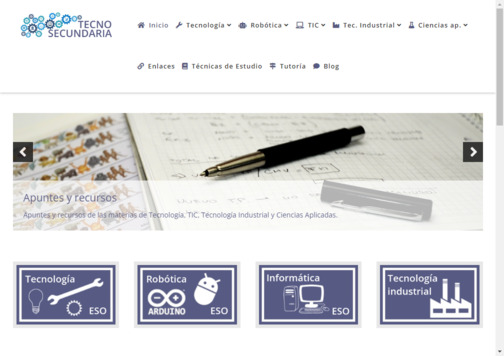 TECNO
SECUNDARIA
Inicio
Tecnología
Robótica
TIC
Tec. Industrial
Ciencias ap.
Enlaces
Técnicas de Estudio
Tutoría
Blog
Apuntes y recursos
Apuntes y recursos de las materias de Tecnología, TIC, Tecnología Industrial y Ciencias Aplicadas.
Tecnología
ESO
Robótica
ARDUINO
ESO
Informática
ESO
Tecnología
industrial